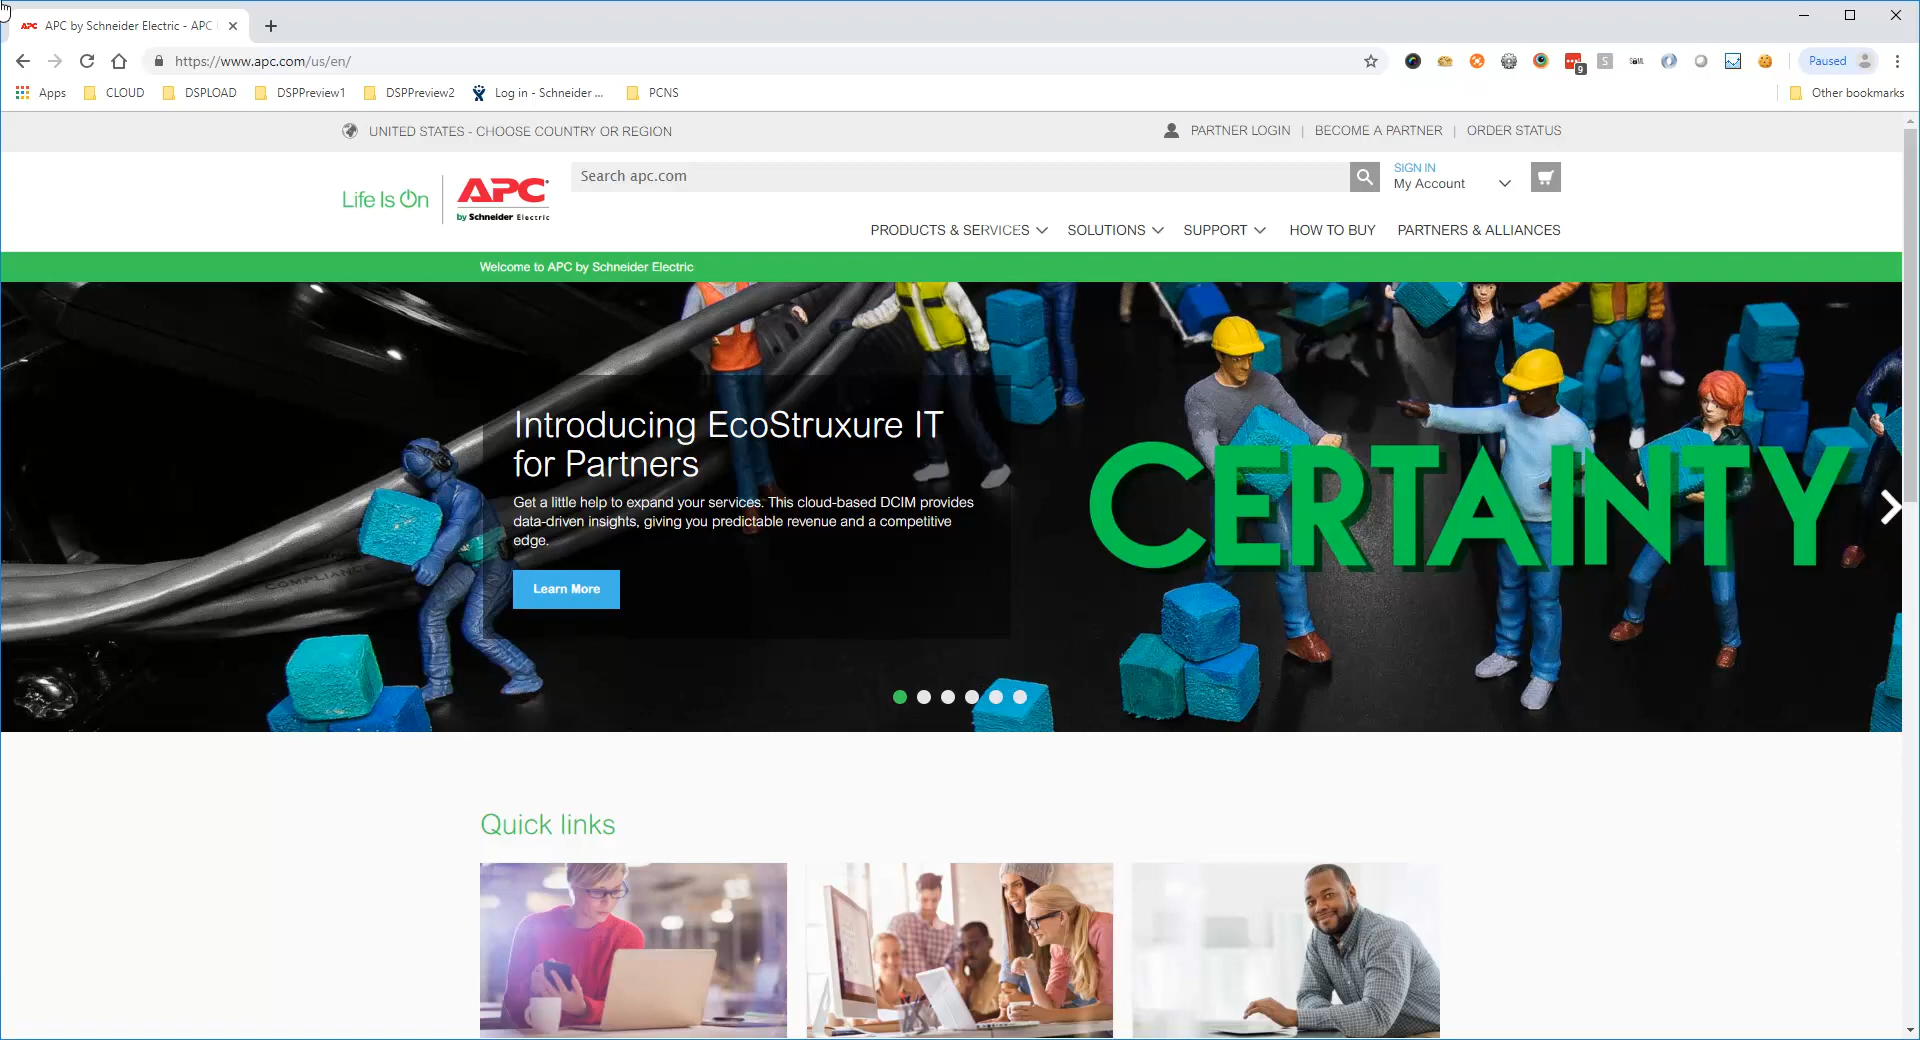 APC by Schneider Electric - APC
https://www.apc.com/us/en/
9
S
Paused
Apps
CLOUD
DSPLOAD
DSPPreview1
DSPPreview2
Log in - Schneider ...
PCNS
Other bookmarks
UNITED STATES - CHOOSE COUNTRY OR REGION
PARTNER LOGIN | BECOME A PARTNER | ORDER STATUS
Life Is On
APC
by Schneider Electric
Search apc.com
SIGN IN
My Account
PRODUCTS & SERVICES
SOLUTIONS
SUPPORT
HOW TO BUY
PARTNERS & ALLIANCES
Welcome to APC by Schneider Electric
Introducing EcoStruxure IT
for Partners
Get a little help to expand your services. This cloud-based DCIM provides
data-driven insights, giving you predictable revenue and a competitive
edge.
Learn More
COMPLIANCE
CERTAINTY
Quick links